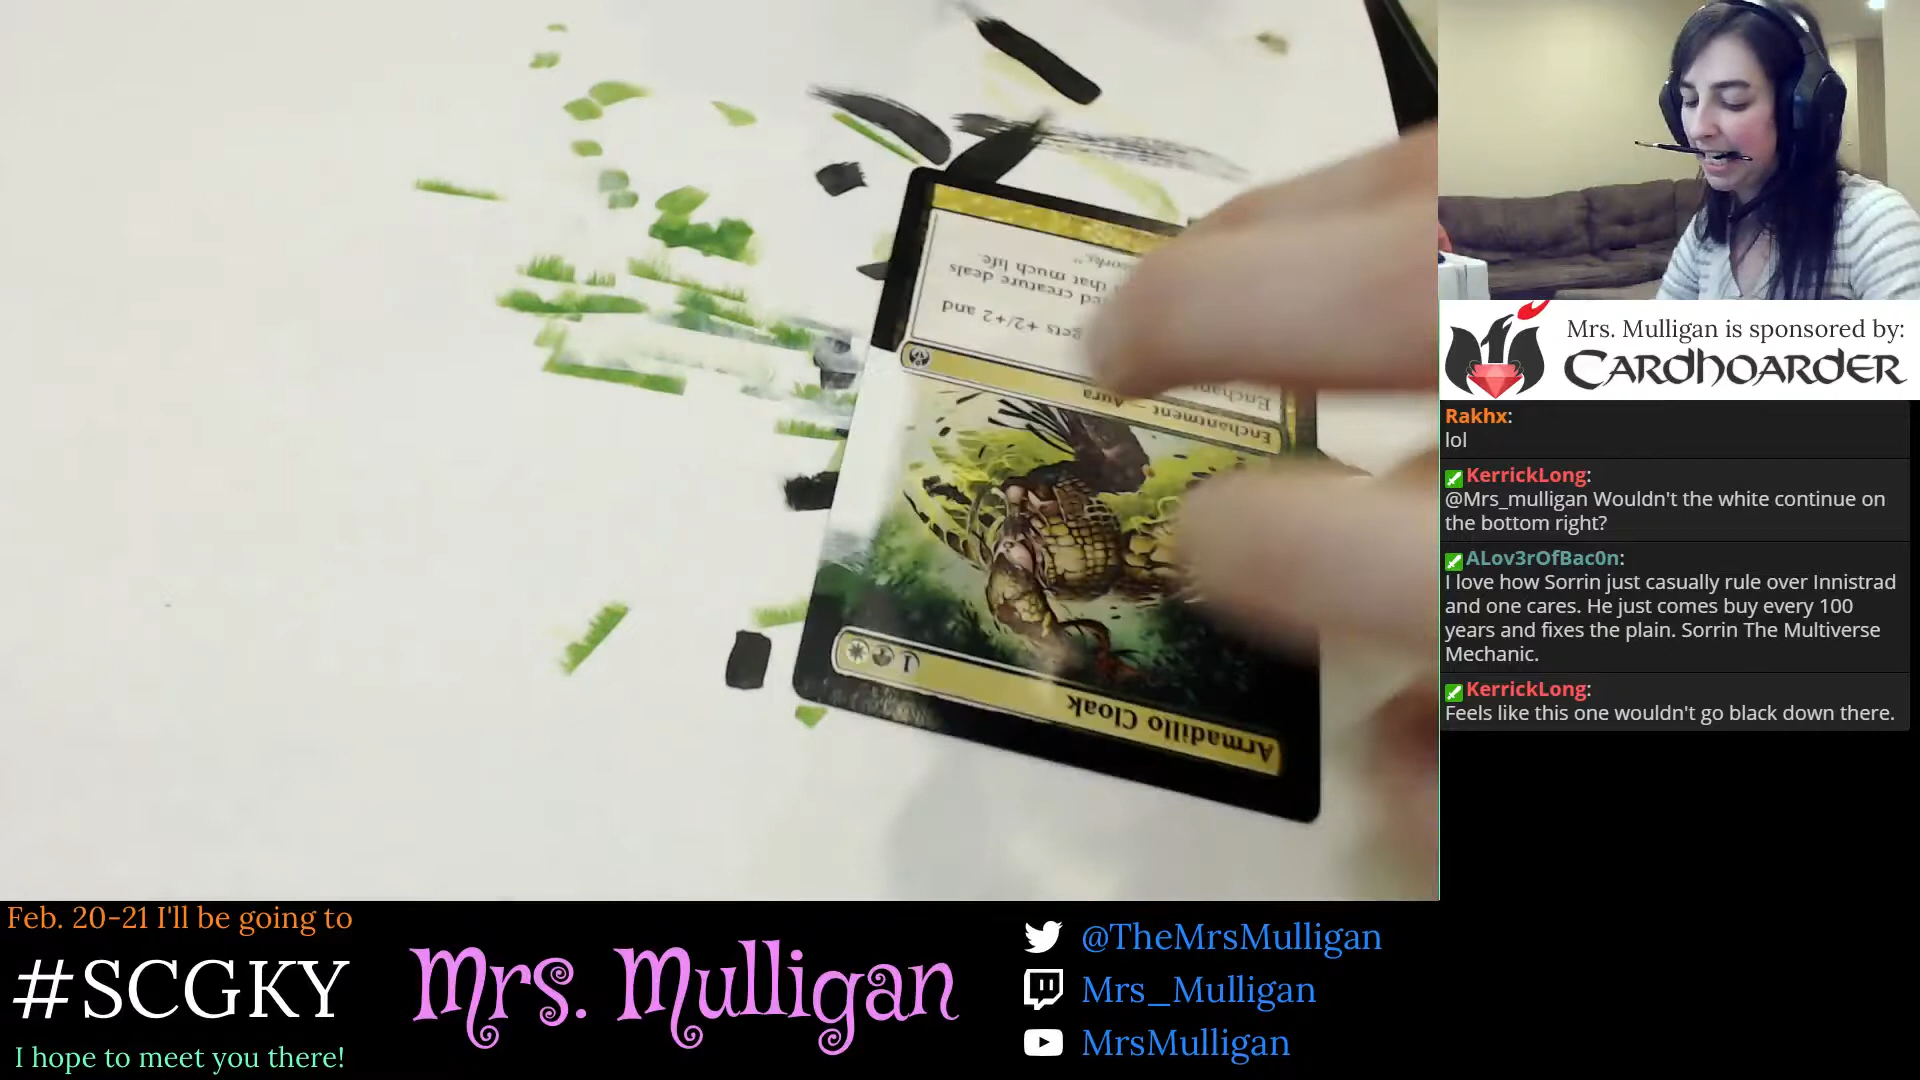 Armadillo Cloak
1
Enchantment — Aura
Enchant
gets +2/+2 and
creature deals
that much life.
Mrs. Mulligan is sponsored by:
CARDHOARDER
Rakhx:
lol
KerrickLong:
@Mrs_mulligan Wouldn't the white continue on
the bottom right?
ALov3rOfBac0n:
I love how Sorrin just casually rule over Innistrad
and one cares. He just comes buy every 100
years and fixes the plain. Sorrin The Multiverse
Mechanic.
KerrickLong:
Feels like this one wouldn't go black down there.
Feb. 20-21 I'll be going to
#SCGKY
I hope to meet you there!
Mrs. Mulligan
@TheMrsMulligan
Mrs_Mulligan
MrsMulligan